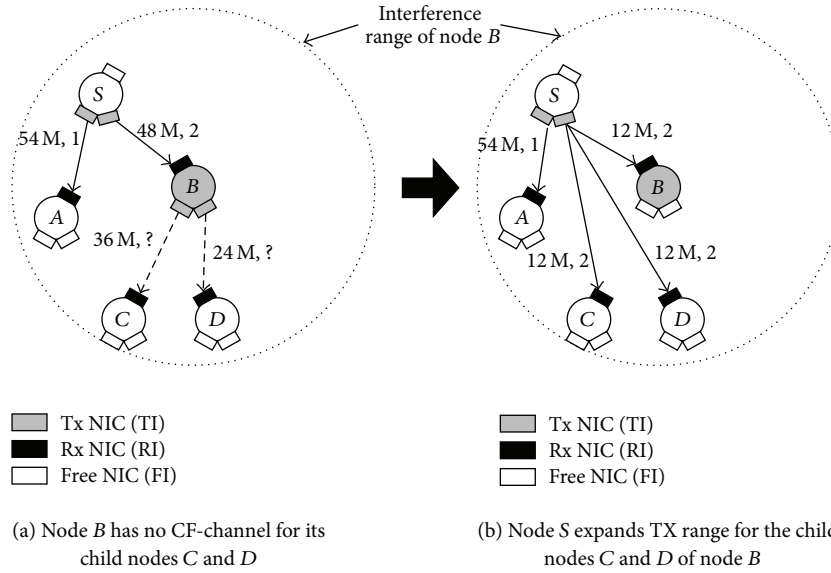 Interference
range of node B
S
54 M, 1
48 M, 2
A
B
36 M, ?
24 M, ?
C
D
Tx NIC (TI)
Rx NIC (RI)
Free NIC (FI)
(a) Node B has no CF-channel for its
child nodes C and D
S
54 M, 1
12 M, 2
A
B
12 M, 2
12 M, 2
C
D
Tx NIC (TI)
Rx NIC (RI)
Free NIC (FI)
(b) Node S expands TX range for the child
nodes C and D of node B